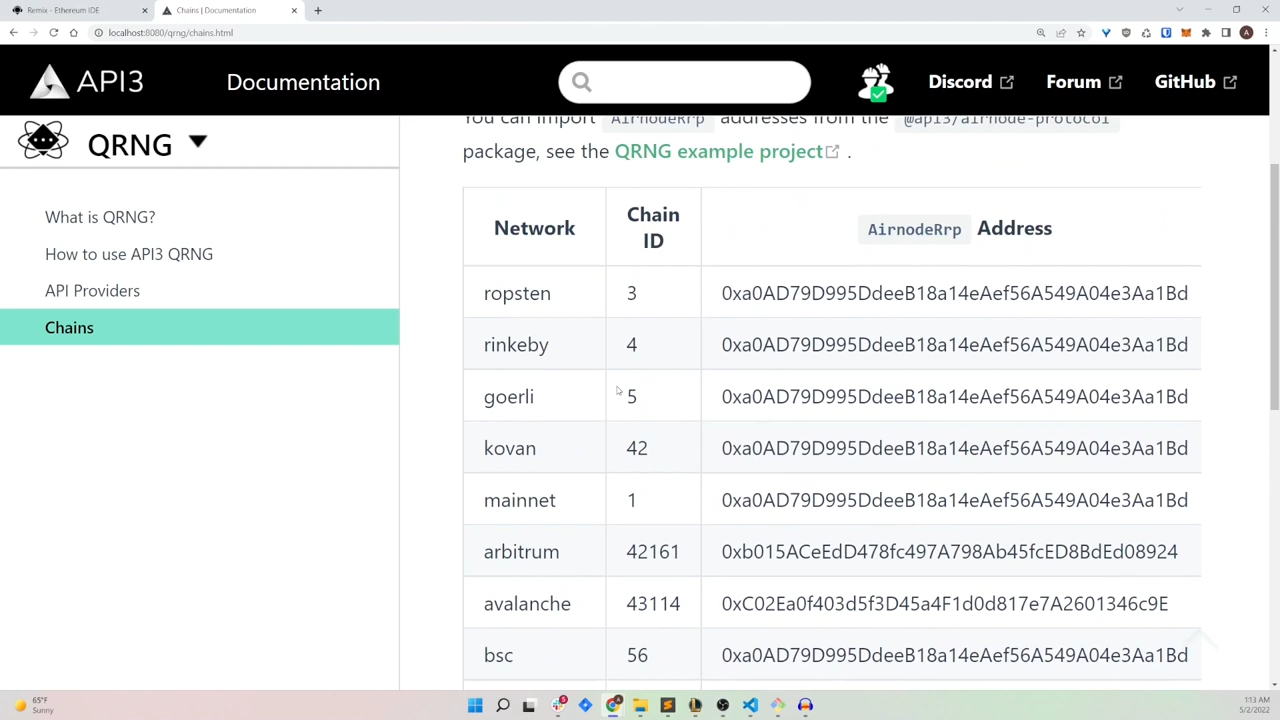 Remix - Ethereum IDE
Chains | Documentation
localhost:8080/qrng/chains.html
A
API3
Documentation
Discord
Forum
GitHub
QRNG
You can import AirnodeRrp addresses from the @api3/airnode-protocol
package, see the QRNG example project .
What is QRNG?
How to use API3 QRNG
API Providers
Chains
Network Chain ID AirnodeRrp Address
ropsten 3 0xa0AD79D995DdeeB18a14eAef56A549A04e3Aa1Bd
rinkeby 4 0xa0AD79D995DdeeB18a14eAef56A549A04e3Aa1Bd
goerli 5 0xa0AD79D995DdeeB18a14eAef56A549A04e3Aa1Bd
kovan 42 0xa0AD79D995DdeeB18a14eAef56A549A04e3Aa1Bd
mainnet 1 0xa0AD79D995DdeeB18a14eAef56A549A04e3Aa1Bd
arbitrum 42161 0xb015ACeEdD478fc497A798Ab45fcED8BdEd08924
avalanche 43114 0xC02Ea0f403d5f3D45a4F1d0d817e7A2601346c9E
bsc 56 0xa0AD79D995DdeeB18a14eAef56A549A04e3Aa1Bd
65°F
Sunny
1:13 AM
5/2/2022